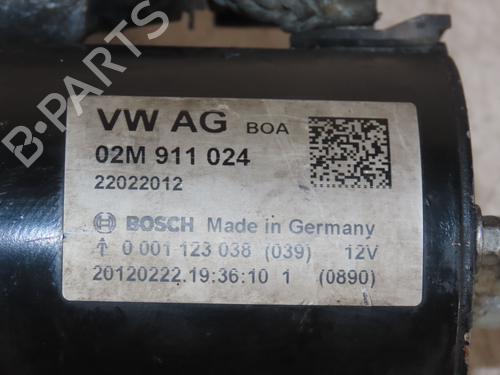 VW AG BOA
02M 911 024
22022012
BOSCH Made in Germany
↑ 0 001 123 038 (039) 12V
20120222.19:36:10 1 (0890)
B PARTS